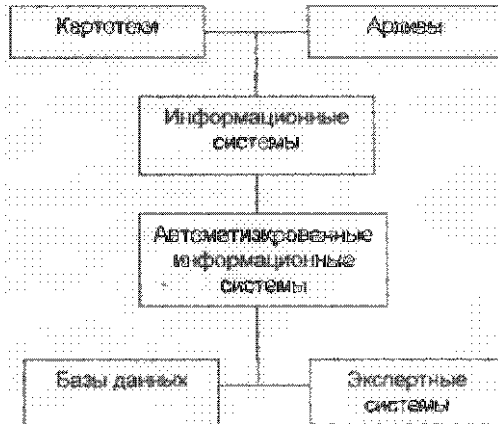 Картотеки
Архивы
Информационные
системы
Автоматизированные
информационные
системы
Базы данных
Экспертные
системы